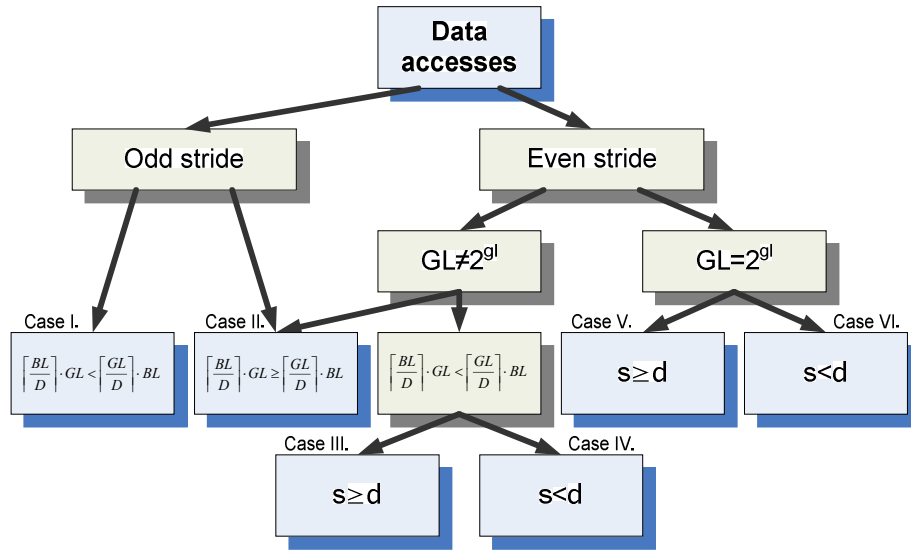 Data
accesses
Odd stride
Even stride
GL≠2^gl
GL=2^gl
Case I.
Case II.
Case V.
Case VI.
⌈BL/D⌉·GL<⌈GL/D⌉·BL
⌈BL/D⌉·GL≥⌈GL/D⌉·BL
⌈BL/D⌉·GL<⌈GL/D⌉·BL
s≥d
s<d
Case III.
Case IV.
s≥d
s<d